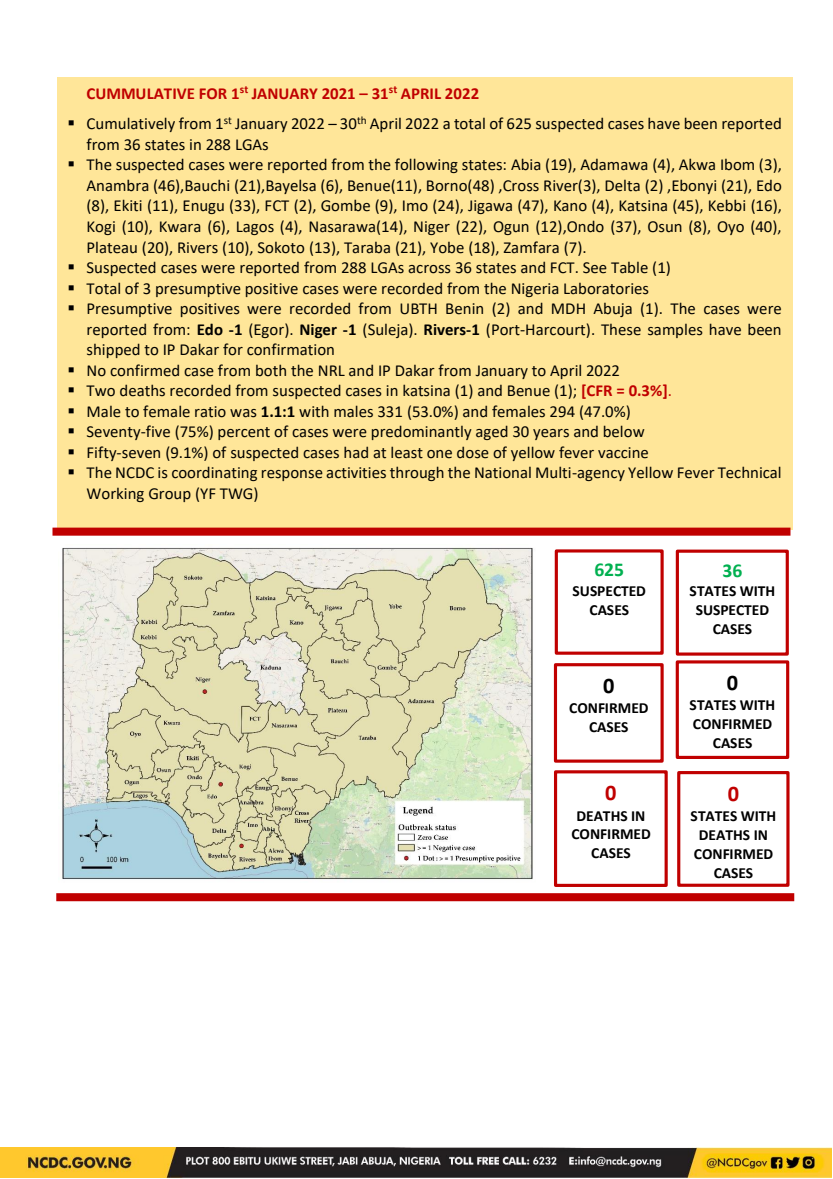 CUMMULATIVE FOR 1st JANUARY 2021 – 31st APRIL 2022
▪ Cumulatively from 1st January 2022 – 30th April 2022 a total of 625 suspected cases have been reported
from 36 states in 288 LGAs
▪ The suspected cases were reported from the following states: Abia (19), Adamawa (4), Akwa Ibom (3),
Anambra (46),Bauchi (21),Bayelsa (6), Benue(11), Borno(48) ,Cross River(3), Delta (2) ,Ebonyi (21), Edo
(8), Ekiti (11), Enugu (33), FCT (2), Gombe (9), Imo (24), Jigawa (47), Kano (4), Katsina (45), Kebbi (16),
Kogi (10), Kwara (6), Lagos (4), Nasarawa(14), Niger (22), Ogun (12),Ondo (37), Osun (8), Oyo (40),
Plateau (20), Rivers (10), Sokoto (13), Taraba (21), Yobe (18), Zamfara (7).
▪ Suspected cases were reported from 288 LGAs across 36 states and FCT. See Table (1)
▪ Total of 3 presumptive positive cases were recorded from the Nigeria Laboratories
▪ Presumptive positives were recorded from UBTH Benin (2) and MDH Abuja (1). The cases were
reported from: Edo -1 (Egor). Niger -1 (Suleja). Rivers-1 (Port-Harcourt). These samples have been
shipped to IP Dakar for confirmation
▪ No confirmed case from both the NRL and IP Dakar from January to April 2022
▪ Two deaths recorded from suspected cases in katsina (1) and Benue (1); [CFR = 0.3%].
▪ Male to female ratio was 1.1:1 with males 331 (53.0%) and females 294 (47.0%)
▪ Seventy-five (75%) percent of cases were predominantly aged 30 years and below
▪ Fifty-seven (9.1%) of suspected cases had at least one dose of yellow fever vaccine
▪ The NCDC is coordinating response activities through the National Multi-agency Yellow Fever Technical
Working Group (YF TWG)
Sokoto
Katsina
Jigawa
Yobe
Borno
Zamfara
Kano
Kebbi
Kebbi
Kaduna
Bauchi
Gombe
Niger
Adamawa
Plateau
FCT
Nasarawa
Kwara
Oyo
Taraba
Ekiti
Kogi
Osun
Ondo
Benue
Ogun
Enugu
Lagos
Edo
Anambra
Ebonyi
Cross
River
Imo
Abia
Delta
Akwa
Ibom
Bayelsa
Rivers
0 100 km
Legend
Outbreak status
Zero Case
> = 1 Negative case
1 Dot : > = 1 Presumptive positive
625
SUSPECTED
CASES
36
STATES WITH
SUSPECTED
CASES
0
CONFIRMED
CASES
0
STATES WITH
CONFIRMED
CASES
0
DEATHS IN
CONFIRMED
CASES
0
STATES WITH
DEATHS IN
CONFIRMED
CASES
NCDC.GOV.NG
PLOT 800 EBITU UKIWE STREET, JABI ABUJA, NIGERIA TOLL FREE CALL: 6232 E:info@ncdc.gov.ng
@NCDCgov